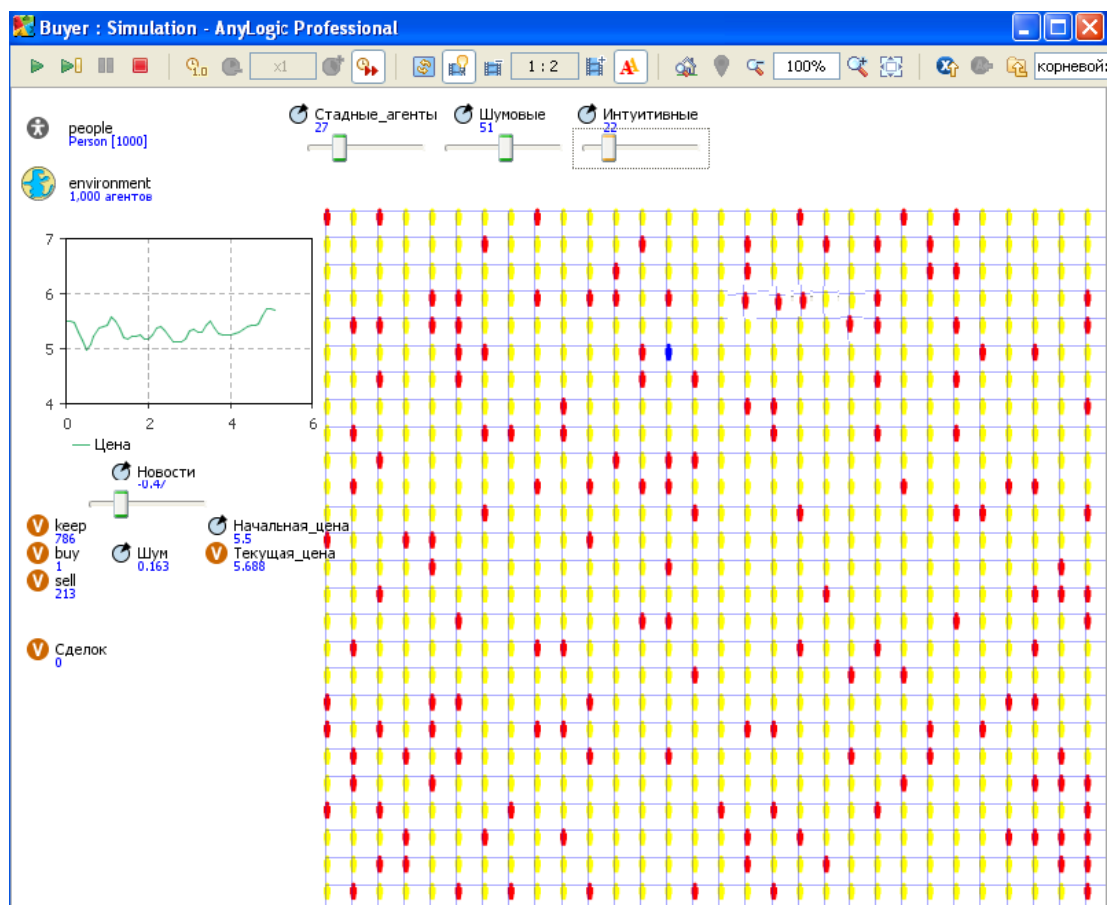 Buyer : Simulation - AnyLogic Professional
x1
1 : 2
100%
корневой:
people
Person [1000]
Стадные_агенты
27
Шумовые
51
Интуитивные
22
environment
1,000 агентов
7
6
5
4
0
2
4
6
Цена
Новости
-0.47
keep
786
Начальная_цена
5.5
buy
1
Шум
0.163
Текущая_цена
5.688
sell
213
Сделок
0